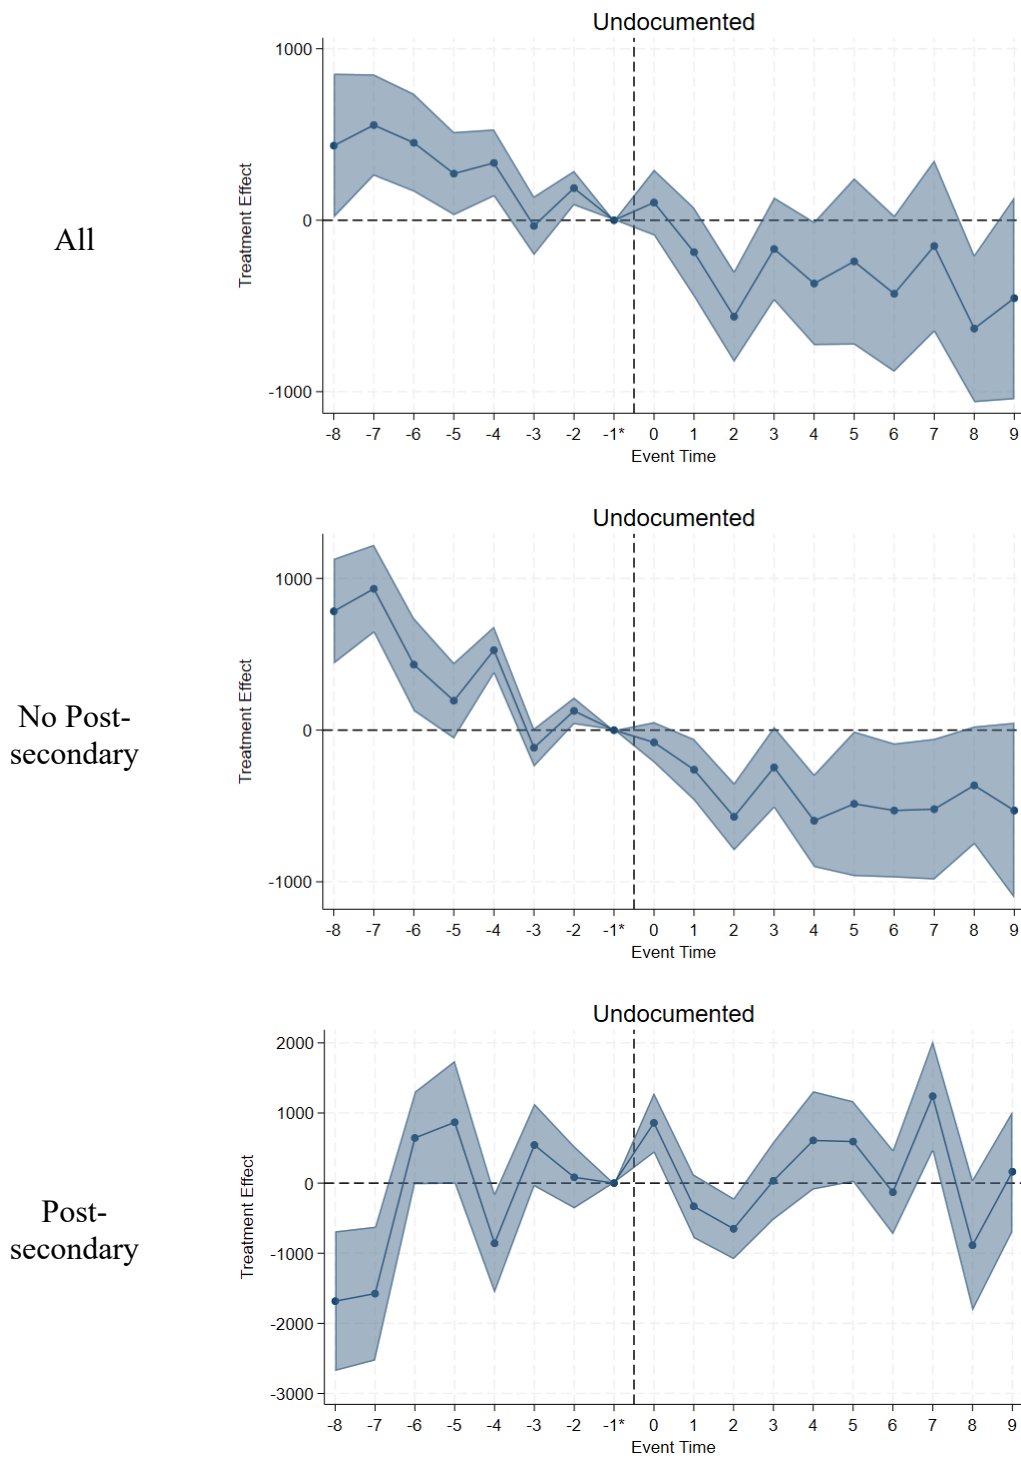 Undocumented
All
Treatment Effect
1000
0
-1000
-8 -7 -6 -5 -4 -3 -2 -1* 0 1 2 3 4 5 6 7 8 9
Event Time
Undocumented
No Post-
secondary
Treatment Effect
1000
0
-1000
-8 -7 -6 -5 -4 -3 -2 -1* 0 1 2 3 4 5 6 7 8 9
Event Time
Undocumented
Post-
secondary
Treatment Effect
2000
1000
0
-1000
-2000
-3000
-8 -7 -6 -5 -4 -3 -2 -1* 0 1 2 3 4 5 6 7 8 9
Event Time